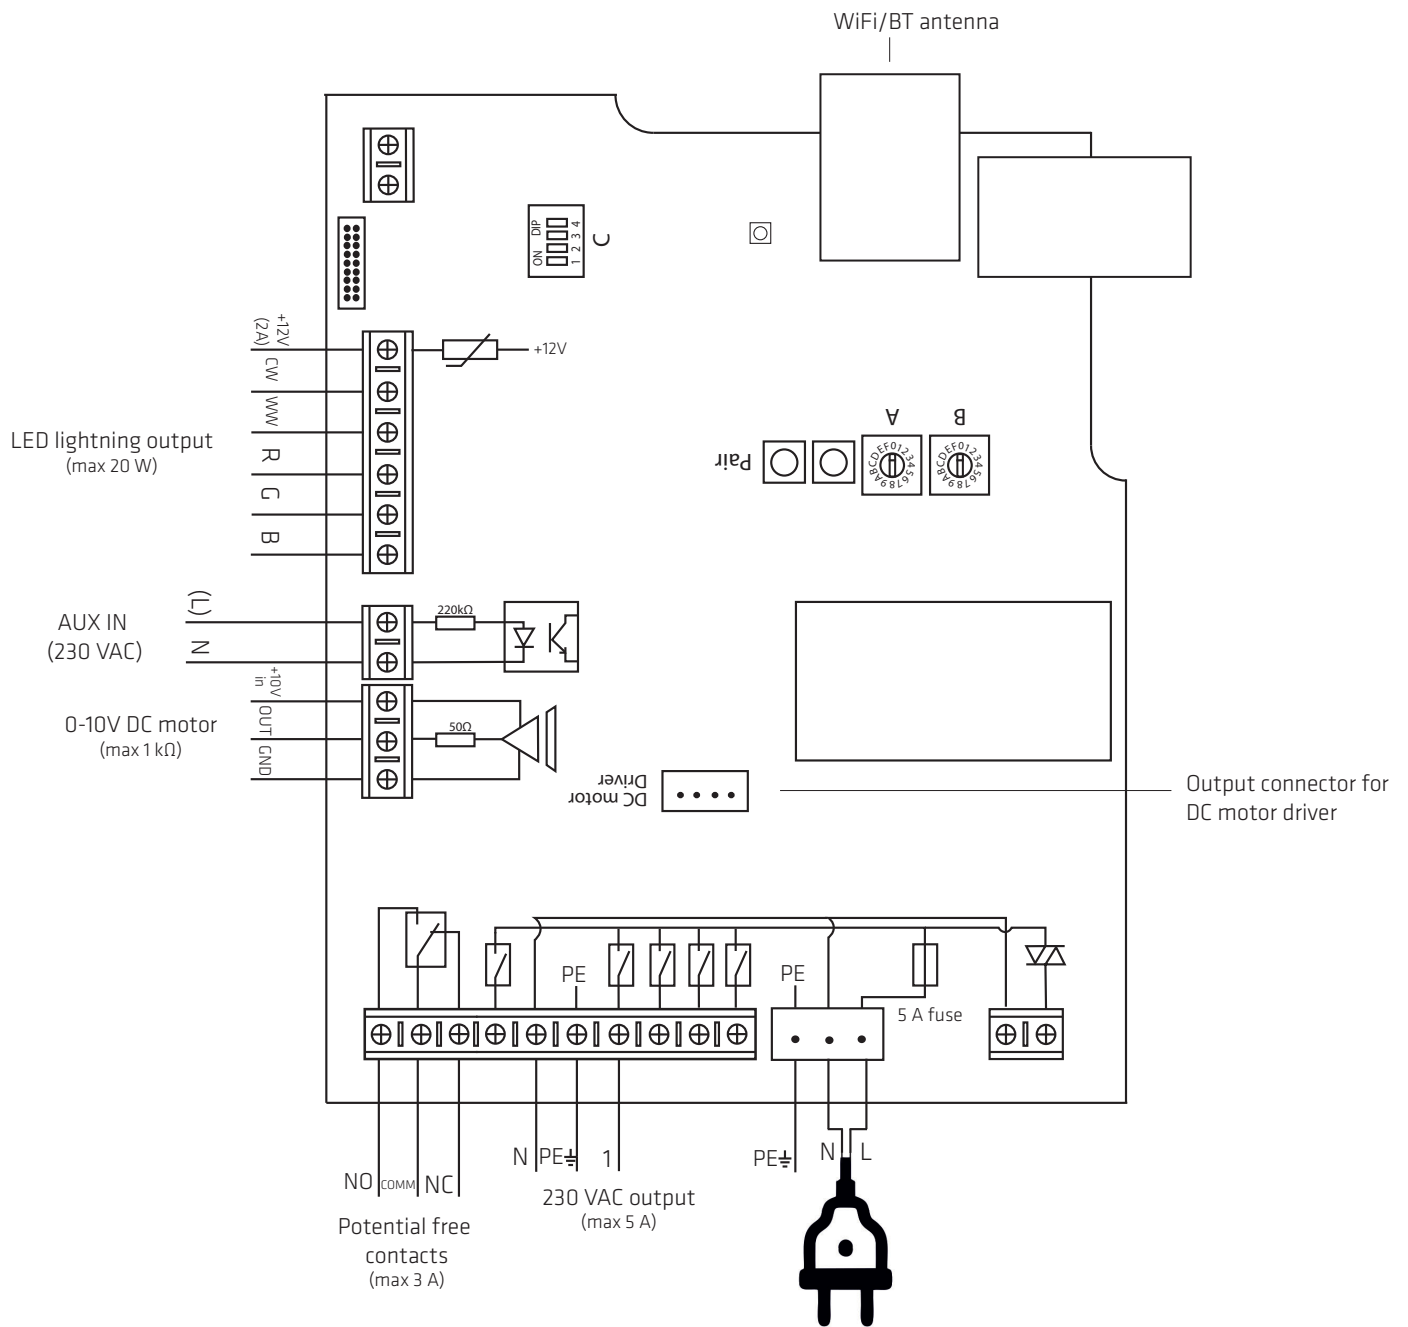 WiFi/BT antenna
DIP
ON
1 2 3 4
C
+12V
(2A)
+12V
CW
WW
R
G
B
LED lightning output
(max 20 W)
A
B
Pair
EF0123456789ABCD
EF0123456789ABCD
(L)
N
AUX IN
(230 VAC)
220kΩ
+10V
in
OUT
GND
0-10V DC motor
(max 1 kΩ)
50Ω
DC motor
Driver
Output connector for
DC motor driver
PE
PE
5 A fuse
NO
COMM
NC
N
PE
1
PE
N
L
Potential free
contacts
(max 3 A)
230 VAC output
(max 5 A)